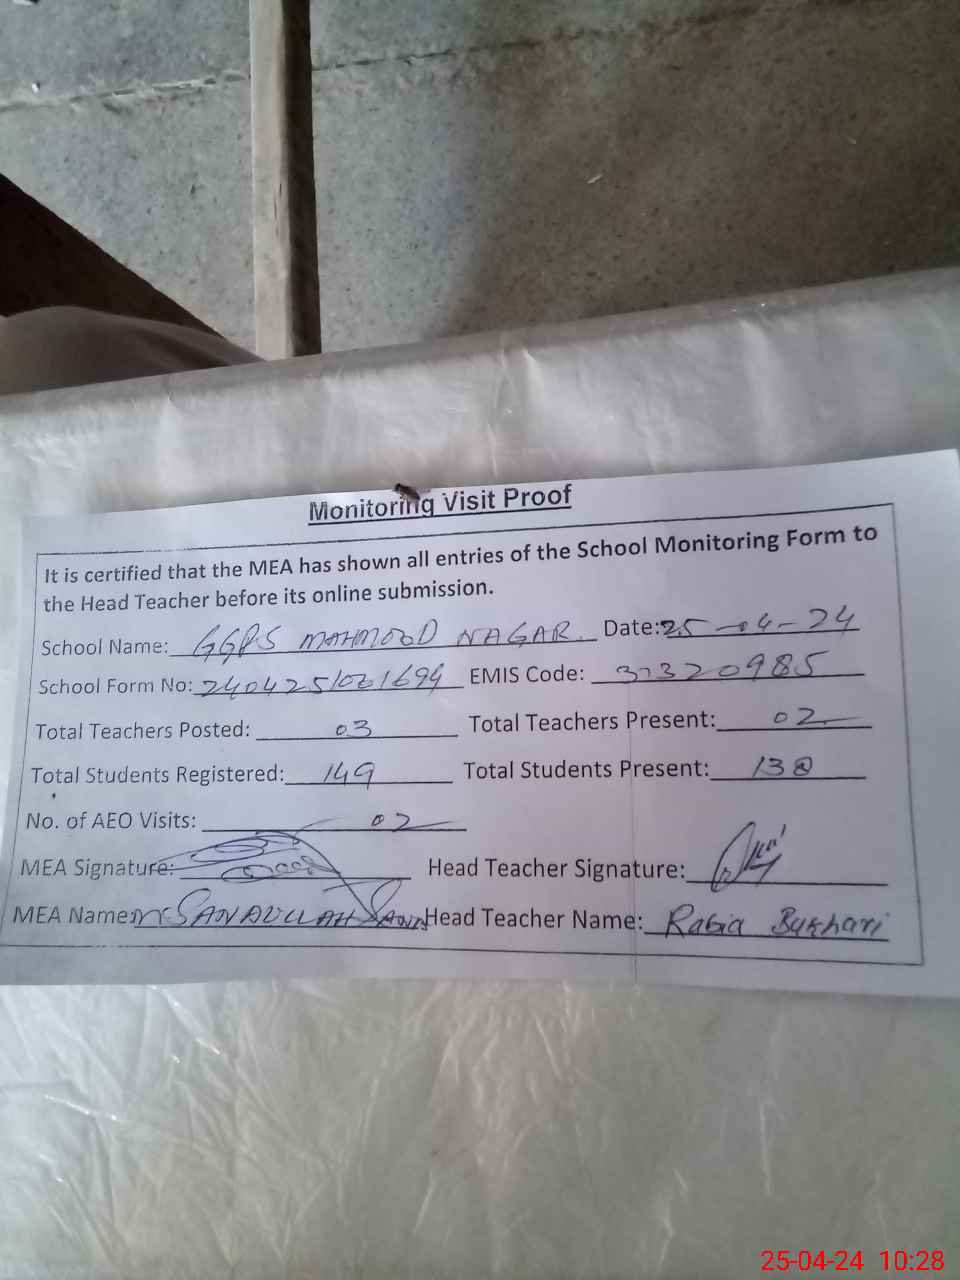 Monitoring Visit Proof
It is certified that the MEA has shown all entries of the School Monitoring Form to
the Head Teacher before its online submission.
School Name: GGPS MAHMOOD NAGAR. Date: 25-04-24
School Form No: EMIS Code: 37320985
Total Teachers Posted: 03 Total Teachers Present: 02
Total Students Registered: 149 Total Students Present:
No. of AEO Visits: 02
MEA Signature: Head Teacher Signature:
MEA Name: SANAULLAH Head Teacher Name: Rabia Bukhari
25-04-24 10:28